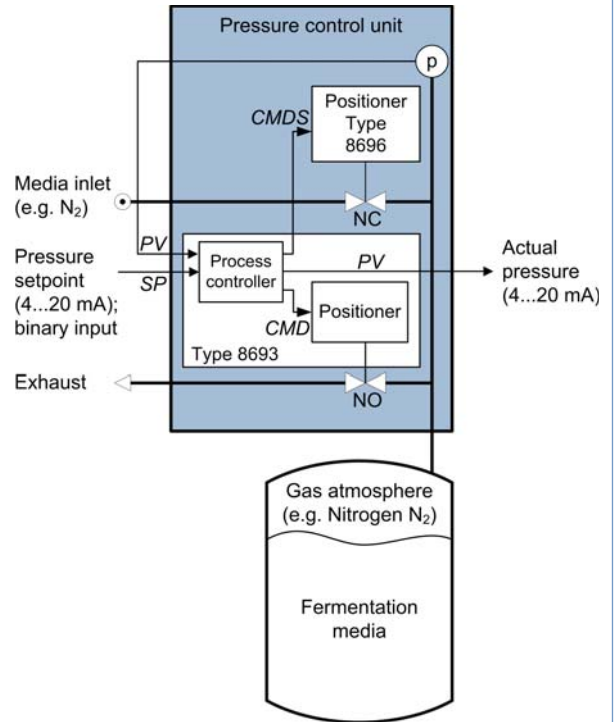 Pressure control unit
p
Positioner
Type
8696
CMDS
Media inlet
(e.g. N₂)
NC
PV
Pressure
setpoint
(4...20 mA);
binary input
SP
Process
controller
PV
Actual
pressure
(4...20 mA)
CMD
Positioner
Type 8693
Exhaust
NO
Gas atmosphere
(e.g. Nitrogen N₂)
Fermentation
media